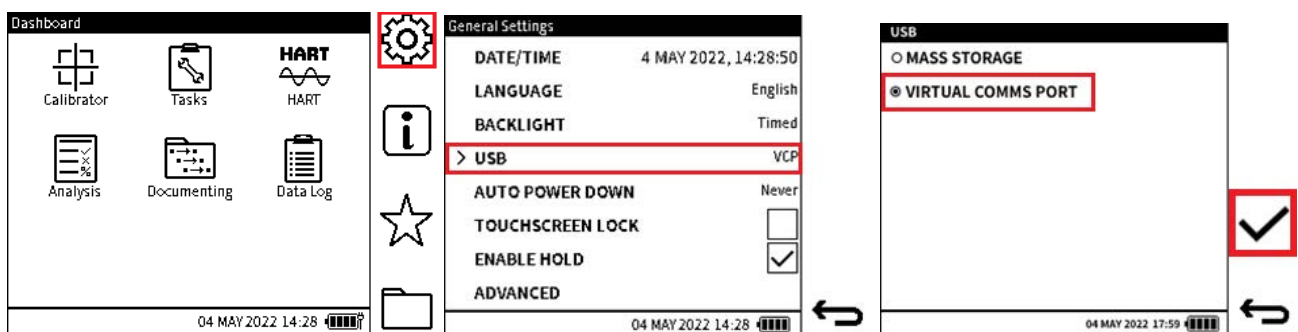 Dashboard
Calibrator
Tasks
HART
HART
Analysis
Documenting
Data Log
04 MAY 2022 14:28
i
General Settings
DATE/TIME 4 MAY 2022, 14:28:50
LANGUAGE English
BACKLIGHT Timed
> USB VCP
AUTO POWER DOWN Never
TOUCHSCREEN LOCK
ENABLE HOLD
ADVANCED
04 MAY 2022 14:28
USB
MASS STORAGE
VIRTUAL COMMS PORT
04 MAY 2022 17:59